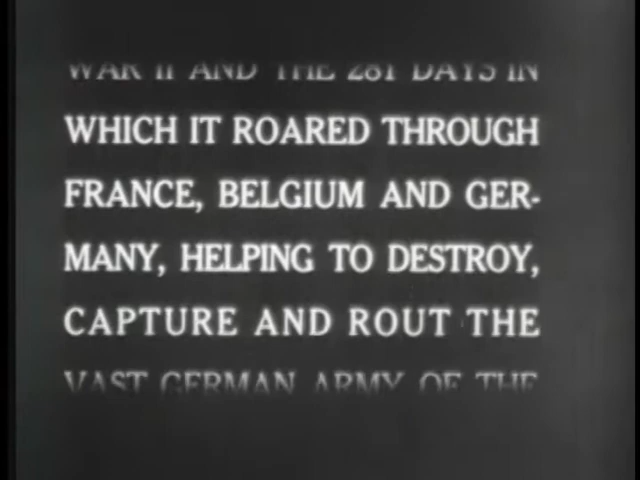 WAR II AND THE 281 DAYS IN
WHICH IT ROARED THROUGH
FRANCE, BELGIUM AND GER-
MANY, HELPING TO DESTROY,
CAPTURE AND ROUT THE
VAST GERMAN ARMY OF THE